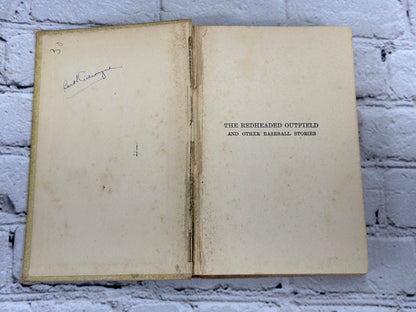 THE REDHEADED OUTFIELD
AND OTHER BASEBALL STORIES